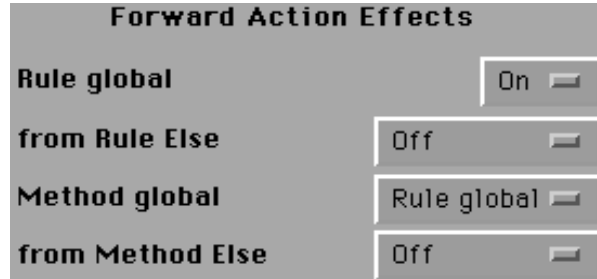 Forward Action Effects
Rule global On
from Rule Else Off
Method global Rule global
from Method Else Off